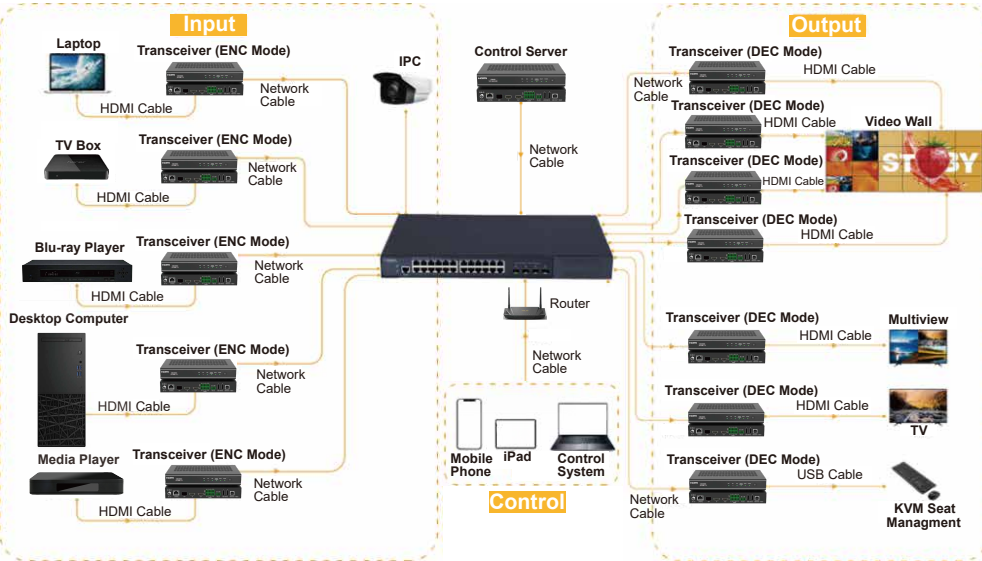 Input
Laptop
Transceiver (ENC Mode)
Network
Cable
HDMI Cable
TV Box
Transceiver (ENC Mode)
Network
Cable
HDMI Cable
Blu-ray Player
Transceiver (ENC Mode)
Network
Cable
HDMI Cable
Desktop Computer
Transceiver (ENC Mode)
Network
Cable
HDMI Cable
Media Player
Transceiver (ENC Mode)
Network
Cable
HDMI Cable
IPC
Control Server
Network
Cable
Router
Network
Cable
Mobile
Phone
iPad
Control
System
Control
Output
Transceiver (DEC Mode)
HDMI Cable
Network
Cable
Transceiver (DEC Mode)
HDMI Cable
Video Wall
Transceiver (DEC Mode)
HDMI Cable
Transceiver (DEC Mode)
HDMI Cable
Transceiver (DEC Mode)
HDMI Cable
Multiview
Transceiver (DEC Mode)
HDMI Cable
TV
Transceiver (DEC Mode)
USB Cable
Network
Cable
KVM Seat
Managment